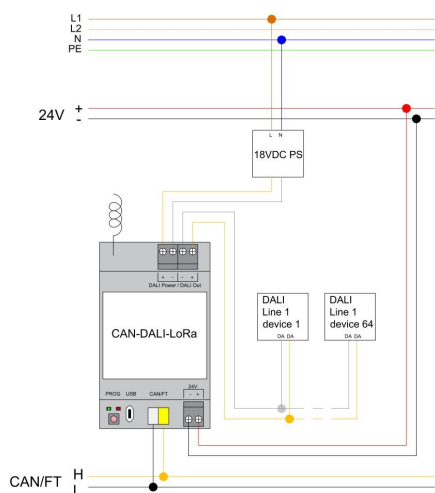 L1
L2
N
PE
24V + -
L N
18VDC PS
+ - - +
DALI Power / DALI Out
CAN-DALI-LoRa
DALI
Line 1
device 1
DA DA
DALI
Line 1
device 64
DA DA
24V
PROG USB CAN/FT - +
CAN/FT H
L